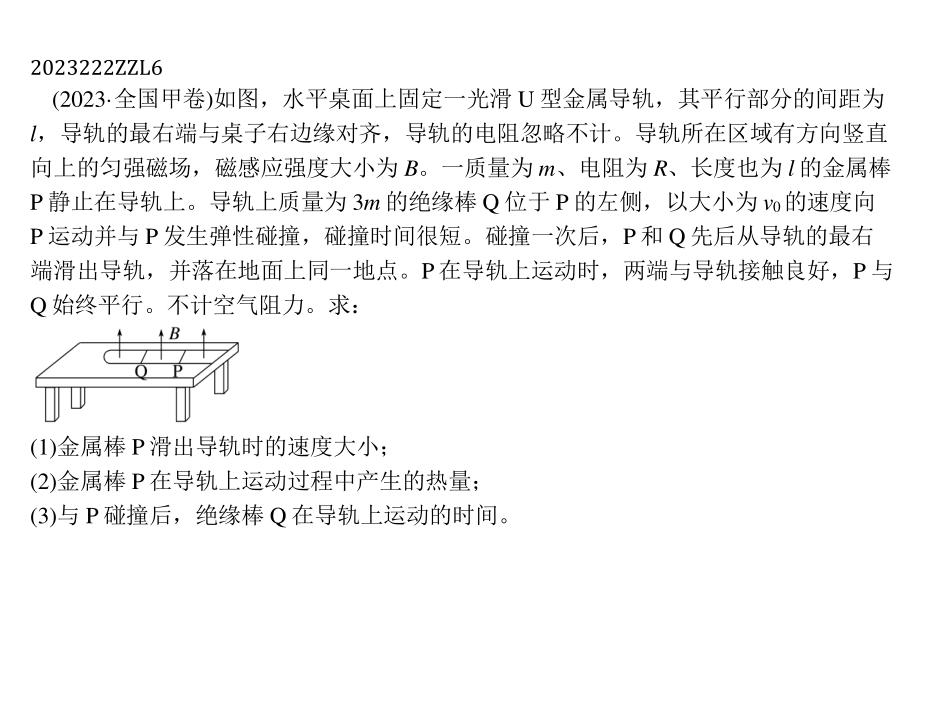 2023222ZZL6
(2023·全国甲卷)如图，水平桌面上固定一光滑 U 型金属导轨，其平行部分的间距为
l，导轨的最右端与桌子右边缘对齐，导轨的电阻忽略不计。导轨所在区域有方向竖直
向上的匀强磁场，磁感应强度大小为 B。一质量为 m、电阻为 R、长度也为 l 的金属棒
P 静止在导轨上。导轨上质量为 3m 的绝缘棒 Q 位于 P 的左侧，以大小为 v₀ 的速度向
P 运动并与 P 发生弹性碰撞，碰撞时间很短。碰撞一次后，P 和 Q 先后从导轨的最右
端滑出导轨，并落在地面上同一地点。P 在导轨上运动时，两端与导轨接触良好，P 与
Q 始终平行。不计空气阻力。求：
B
Q P
(1)金属棒 P 滑出导轨时的速度大小；
(2)金属棒 P 在导轨上运动过程中产生的热量；
(3)与 P 碰撞后，绝缘棒 Q 在导轨上运动的时间。